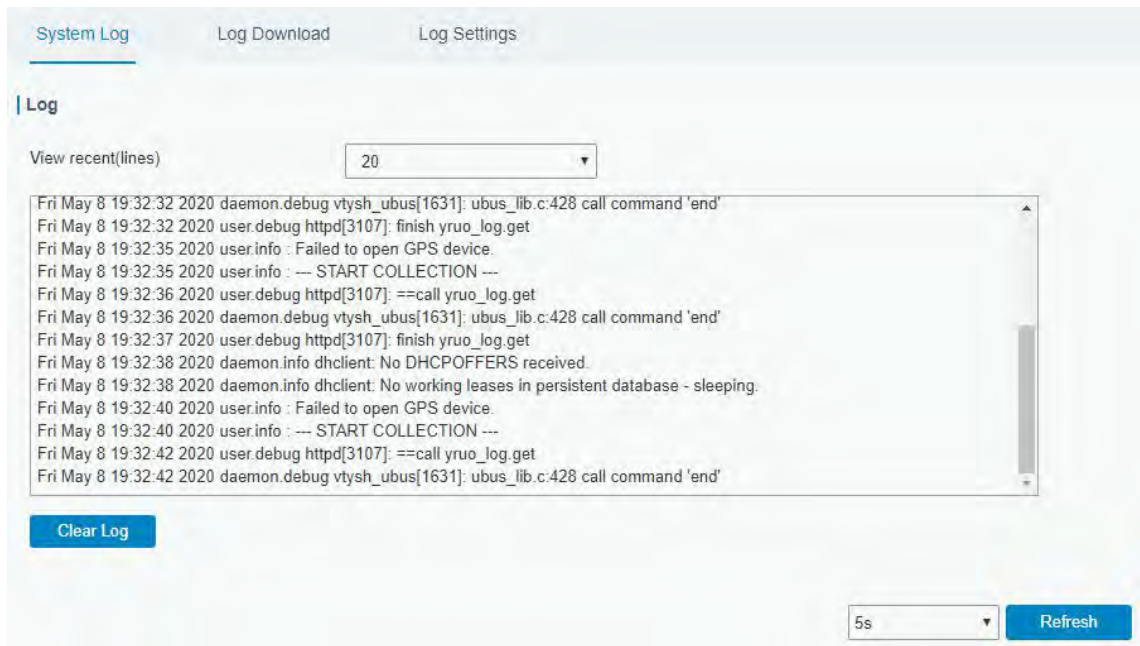 System Log Log Download Log Settings
Log
View recent(lines) 20
Fri May 8 19:32:32 2020 daemon.debug vtysh_ubus[1631]: ubus_lib.c:428 call command 'end'
Fri May 8 19:32:32 2020 user.debug httpd[3107]: finish yruo_log.get
Fri May 8 19:32:35 2020 user.info : Failed to open GPS device.
Fri May 8 19:32:35 2020 user.info : --- START COLLECTION ---
Fri May 8 19:32:36 2020 user.debug httpd[3107]: ==call yruo_log.get
Fri May 8 19:32:36 2020 daemon.debug vtysh_ubus[1631]: ubus_lib.c:428 call command 'end'
Fri May 8 19:32:37 2020 user.debug httpd[3107]: finish yruo_log.get
Fri May 8 19:32:38 2020 daemon.info dhclient: No DHCPOFFERS received.
Fri May 8 19:32:38 2020 daemon.info dhclient: No working leases in persistent database - sleeping.
Fri May 8 19:32:40 2020 user.info : Failed to open GPS device.
Fri May 8 19:32:40 2020 user.info : --- START COLLECTION ---
Fri May 8 19:32:42 2020 user.debug httpd[3107]: ==call yruo_log.get
Fri May 8 19:32:42 2020 daemon.debug vtysh_ubus[1631]: ubus_lib.c:428 call command 'end'
Clear Log
5s Refresh